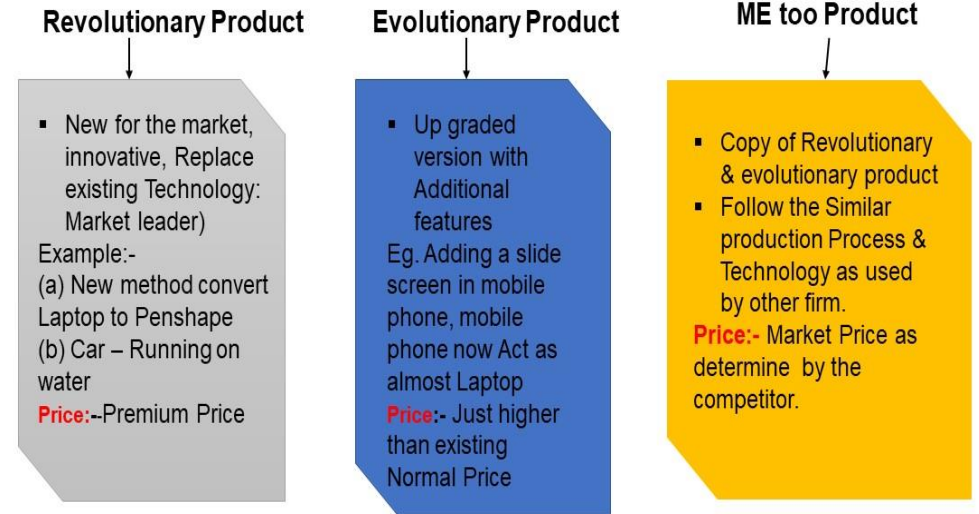 Revolutionary Product
▪ New for the market,
innovative, Replace
existing Technology:
Market leader)
Example:-
(a) New method convert
Laptop to Penshape
(b) Car – Running on
water
Price:--Premium Price
Evolutionary Product
▪ Up graded
version with
Additional
features
Eg. Adding a slide
screen in mobile
phone, mobile
phone now Act as
almost Laptop
Price:- Just higher
than existing
Normal Price
ME too Product
▪ Copy of Revolutionary
& evolutionary product
▪ Follow the Similar
production Process &
Technology as used
by other firm.
Price:- Market Price as
determine by the
competitor.